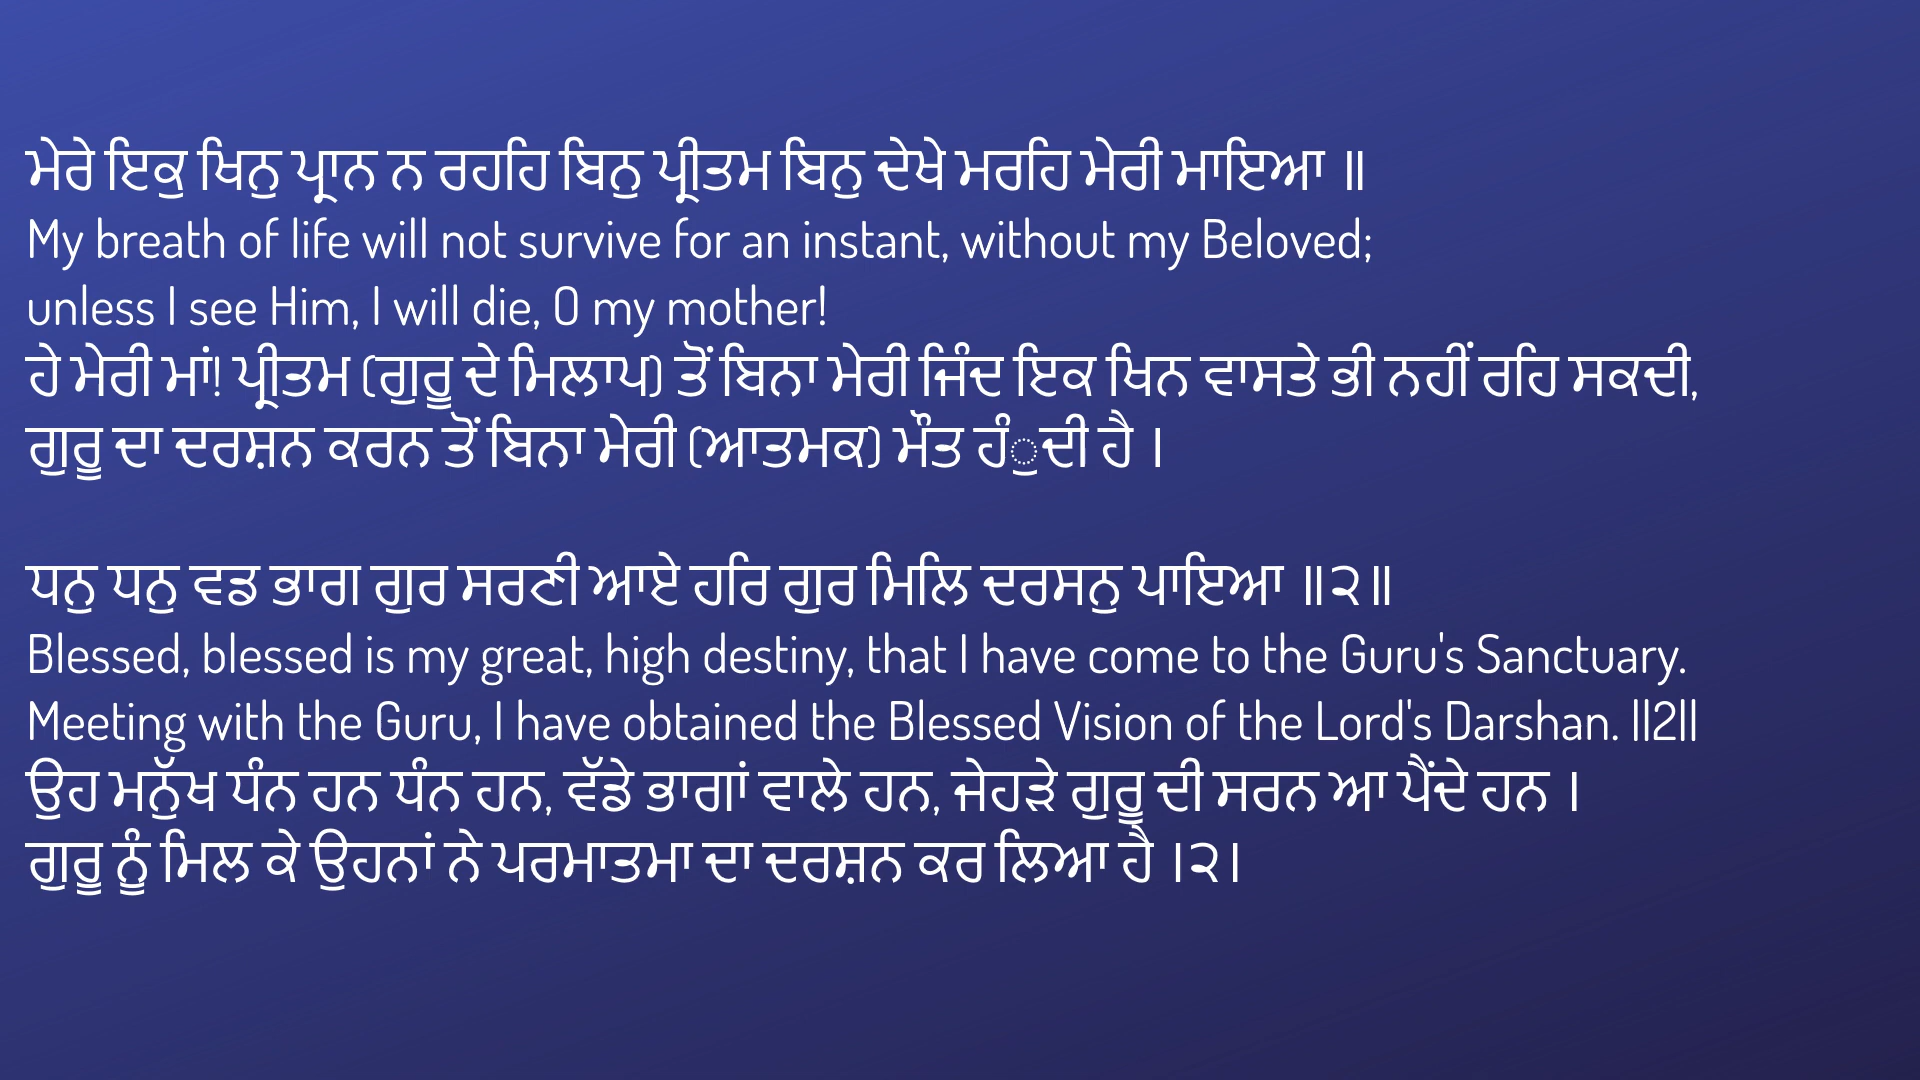 ਮੇਰੇ ਇਕੁ ਖਿਨੁ ਪ੍ਰਾਨ ਨ ਰਹਹਿ ਬਿਨੁ ਪ੍ਰੀਤਮ ਬਿਨੁ ਦੇਖੇ ਮਰਹਿ ਮੇਰੀ ਮਾਇਆ ॥
My breath of life will not survive for an instant, without my Beloved;
unless I see Him, I will die, O my mother!
ਹੇ ਮੇਰੀ ਮਾਂ! ਪ੍ਰੀਤਮ (ਗੁਰੂ ਦੇ ਮਿਲਾਪ) ਤੋਂ ਬਿਨਾ ਮੇਰੀ ਜਿੰਦ ਇਕ ਖਿਨ ਵਾਸਤੇ ਭੀ ਨਹੀਂ ਰਹਿ ਸਕਦੀ,
ਗੁਰੂ ਦਾ ਦਰਸ਼ਨ ਕਰਨ ਤੋਂ ਬਿਨਾ ਮੇਰੀ (ਆਤਮਕ) ਮੌਤ ਹੰੁਦੀ ਹੈ ।
ਧਨੁ ਧਨੁ ਵਡ ਭਾਗ ਗੁਰ ਸਰਣੀ ਆਏ ਹਰਿ ਗੁਰ ਮਿਲਿ ਦਰਸਨੁ ਪਾਇਆ ॥੨॥
Blessed, blessed is my great, high destiny, that I have come to the Guru's Sanctuary.
Meeting with the Guru, I have obtained the Blessed Vision of the Lord's Darshan. ||2||
ਉਹ ਮਨੁੱਖ ਧੰਨ ਹਨ ਧੰਨ ਹਨ, ਵੱਡੇ ਭਾਗਾਂ ਵਾਲੇ ਹਨ, ਜੇਹੜੇ ਗੁਰੂ ਦੀ ਸਰਨ ਆ ਪੈਂਦੇ ਹਨ ।
ਗੁਰੂ ਨੂੰ ਮਿਲ ਕੇ ਉਹਨਾਂ ਨੇ ਪਰਮਾਤਮਾ ਦਾ ਦਰਸ਼ਨ ਕਰ ਲਿਆ ਹੈ ।੨।